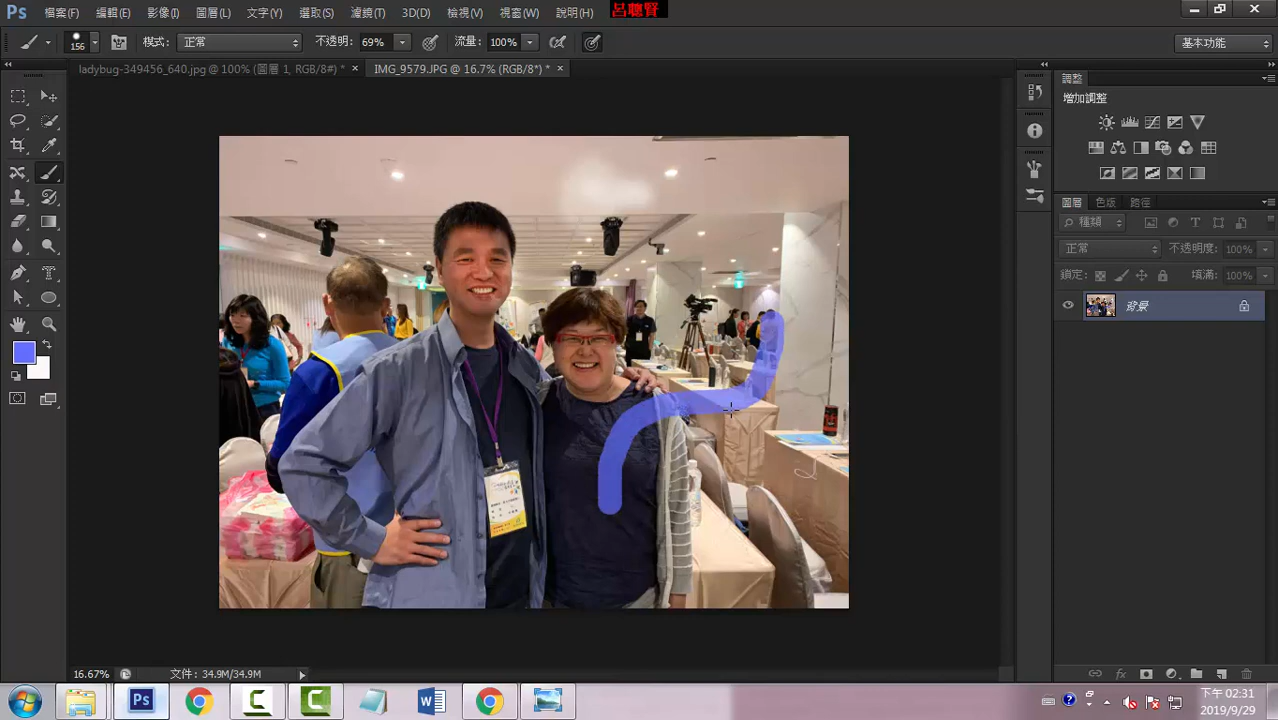 Ps 檔案(F) 編輯(E) 影像(I) 圖層(L) 文字(Y) 選取(S) 濾鏡(T) 3D(D) 檢視(V) 視窗(W) 說明(H) 呂聰賢
156 模式: 正常 不透明: 69% 流量: 100% 基本功能
ladybug-349456_640.jpg @ 100% (圖層 1, RGB/8#) * × IMG_9579.JPG @ 16.7% (RGB/8*) * ×
調整
增加調整
圖層 色版 路徑
種類
正常 不透明度: 100%
鎖定: 填滿: 100%
背景
16.67% 文件: 34.9M/34.9M
Ps W 下午 02:31
2019/9/29